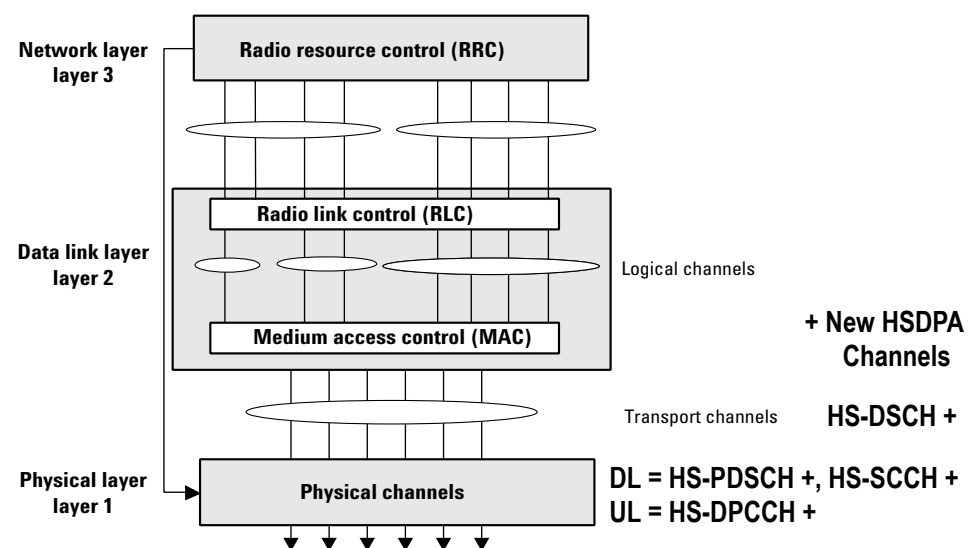 Network layer
layer 3
Radio resource control (RRC)
Radio link control (RLC)
Data link layer
layer 2
Logical channels
Medium access control (MAC)
+ New HSDPA
Channels
Transport channels
HS-DSCH +
Physical layer
layer 1
Physical channels
DL = HS-PDSCH +, HS-SCCH +
UL = HS-DPCCH +